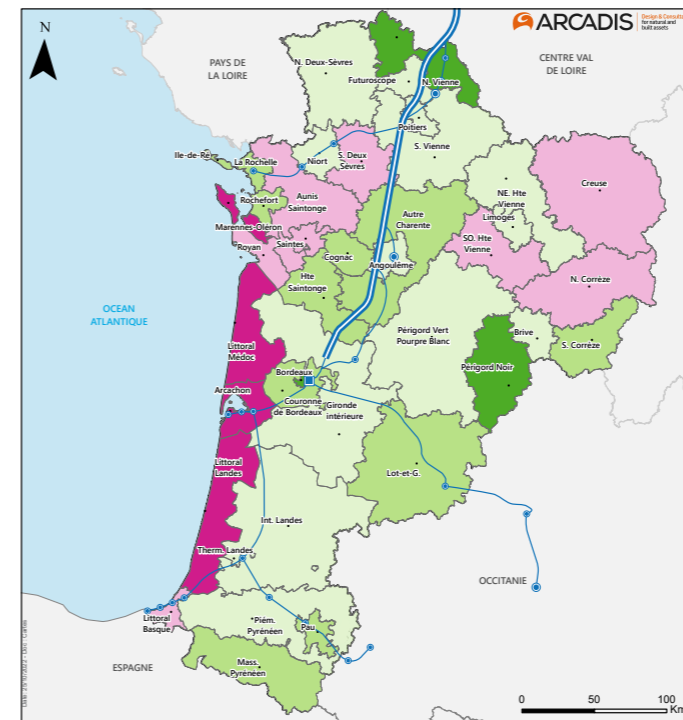 N
ARCADIS
Design & Consultancy
for natural and
built assets
PAYS DE
LA LOIRE
CENTRE VAL
DE LOIRE
N. Deux-Sèvres
Futuroscope
N. Vienne
Poitiers
S. Vienne
Ile-de-Ré
La Rochelle
Niort
S. Deux
Sèvres
Aunis
Saintonge
Rochefort
Marennes-Oléron
Royan
Saintes
Cognac
Hte
Saintonge
Autre
Charente
Angoulême
NE. Hte
Vienne
Limoges
SO. Hte
Vienne
Creuse
N. Corrèze
Brive
S. Corrèze
OCEAN
ATLANTIQUE
Littoral
Médoc
Arcachon
Bordeaux
Couronne
de Bordeaux
Gironde
intérieure
Périgord Vert
Pourpre Blanc
Périgord Noir
Lot-et-G.
Littoral
Landes
Int. Landes
Therm. Landes
Littoral
Basque
Piém.
Pyrénéen
Pau
Mass.
Pyrénéen
OCCITANIE
ESPAGNE
0 50 100
Km